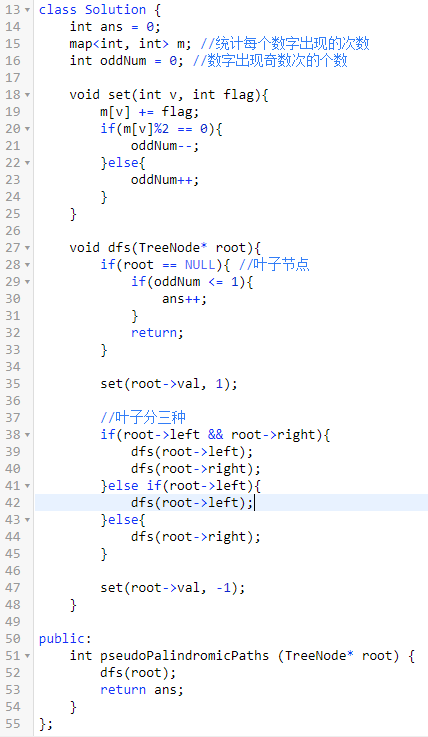 13 class Solution {
14     int ans = 0;
15     map<int, int> m; //统计每个数字出现的次数
16     int oddNum = 0; //数字出现奇数次的个数
17
18     void set(int v, int flag){
19         m[v] += flag;
20         if(m[v]%2 == 0){
21             oddNum--;
22         }else{
23             oddNum++;
24         }
25     }
26
27     void dfs(TreeNode* root){
28         if(root == NULL){ //叶子节点
29             if(oddNum <= 1){
30                 ans++;
31             }
32             return;
33         }
34
35         set(root->val, 1);
36
37         //叶子分三种
38         if(root->left && root->right){
39             dfs(root->left);
40             dfs(root->right);
41         }else if(root->left){
42             dfs(root->left);
43         }else{
44             dfs(root->right);
45         }
46
47         set(root->val, -1);
48     }
49
50 public:
51     int pseudoPalindromicPaths (TreeNode* root) {
52         dfs(root);
53         return ans;
54     }
55 };